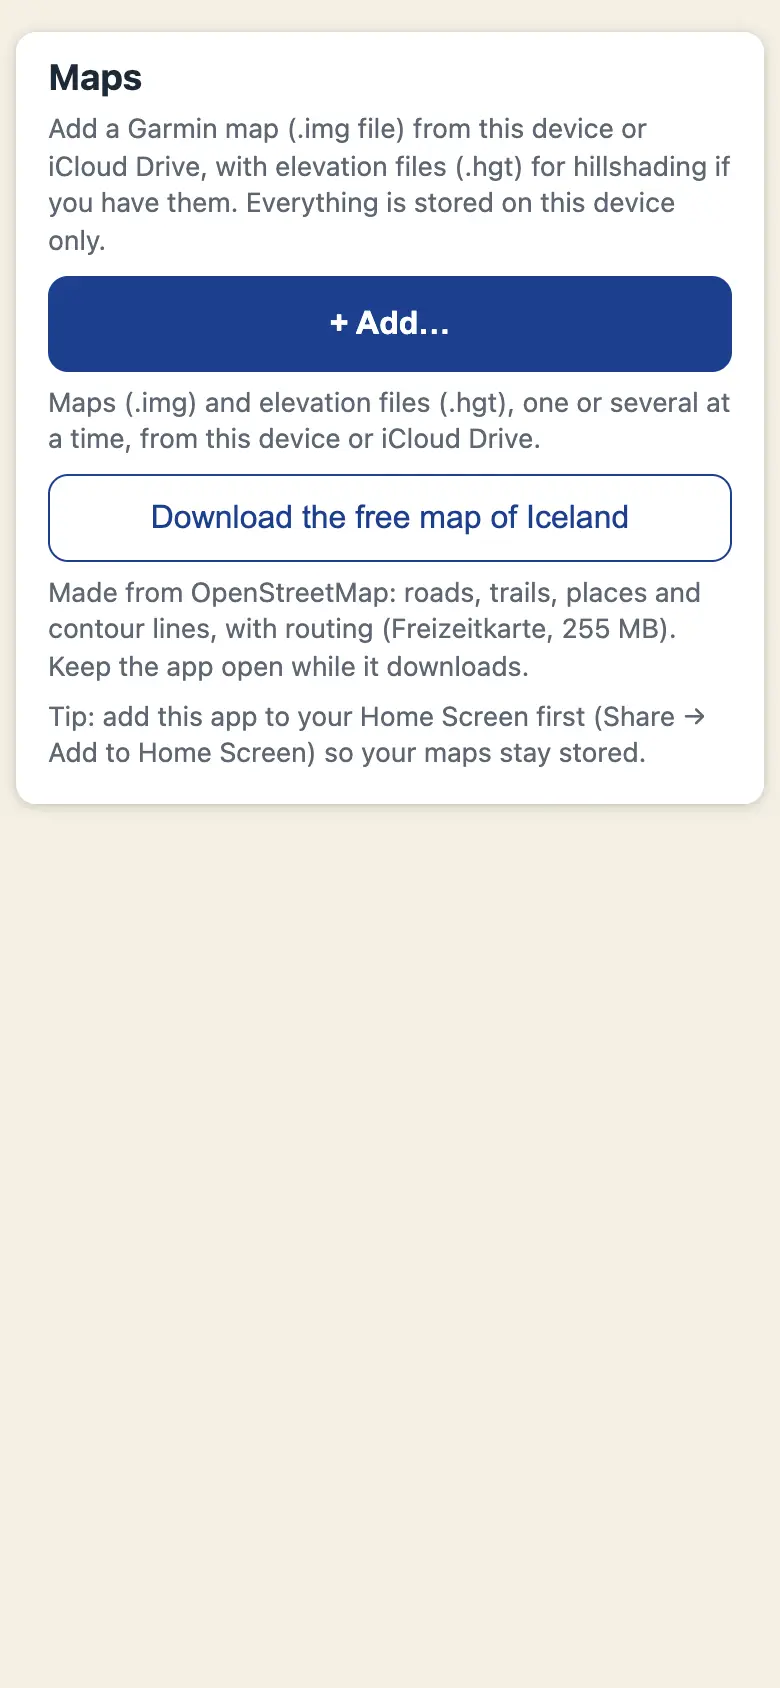 Maps
Add a Garmin map (.img file) from this device or
iCloud Drive, with elevation files (.hgt) for hillshading if
you have them. Everything is stored on this device
only.
+ Add…
Maps (.img) and elevation files (.hgt), one or several at
a time, from this device or iCloud Drive.
Download the free map of Iceland
Made from OpenStreetMap: roads, trails, places and
contour lines, with routing (Freizeitkarte, 255 MB).
Keep the app open while it downloads.
Tip: add this app to your Home Screen first (Share →
Add to Home Screen) so your maps stay stored.